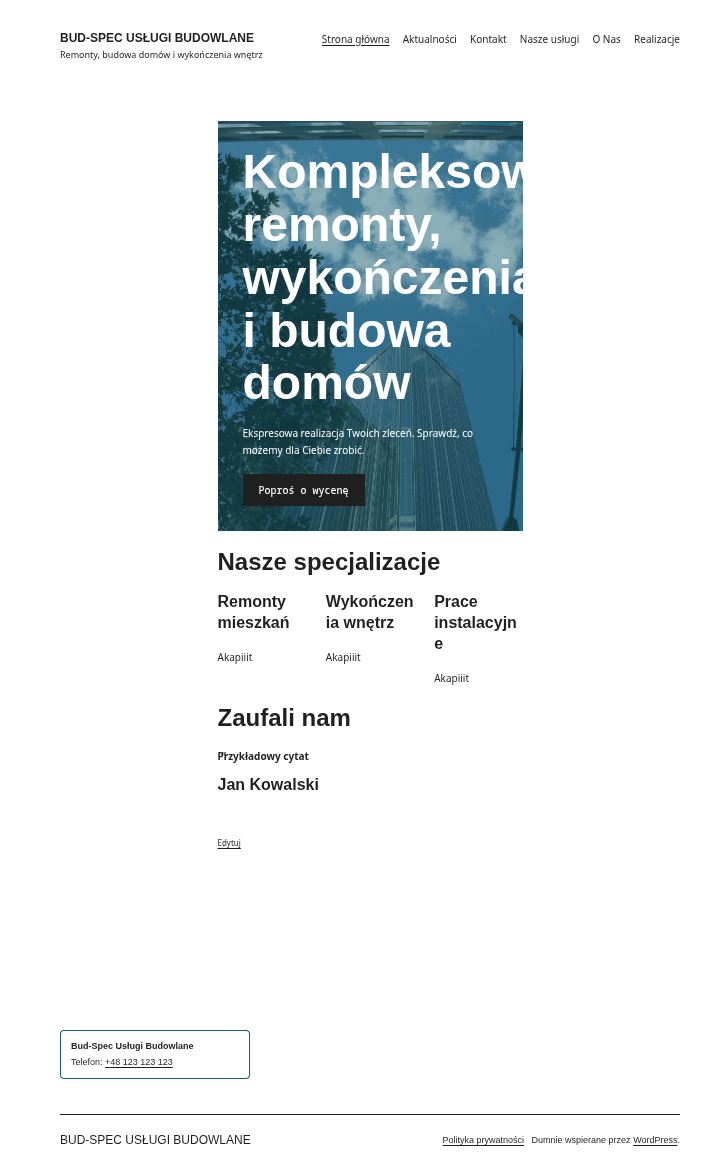 BUD-SPEC USŁUGI BUDOWLANE
Remonty, budowa domów i wykończenia wnętrz
Strona główna Aktualności Kontakt Nasze usługi O Nas Realizacje
Kompleksow
remonty,
wykończenia
i budowa
domów
Ekspresowa realizacja Twoich zleceń. Sprawdź, co
możemy dla Ciebie zrobić.
Poproś o wycenę
Nasze specjalizacje
Remonty
mieszkań
Akapiiit
Wykończen
ia wnętrz
Akapiiit
Prace
instalacyjn
e
Akapiiit
Zaufali nam
Przykładowy cytat
Jan Kowalski
Edytuj
Bud-Spec Usługi Budowlane
Telefon: +48 123 123 123
BUD-SPEC USŁUGI BUDOWLANE
Polityka prywatności Dumnie wspierane przez WordPress.